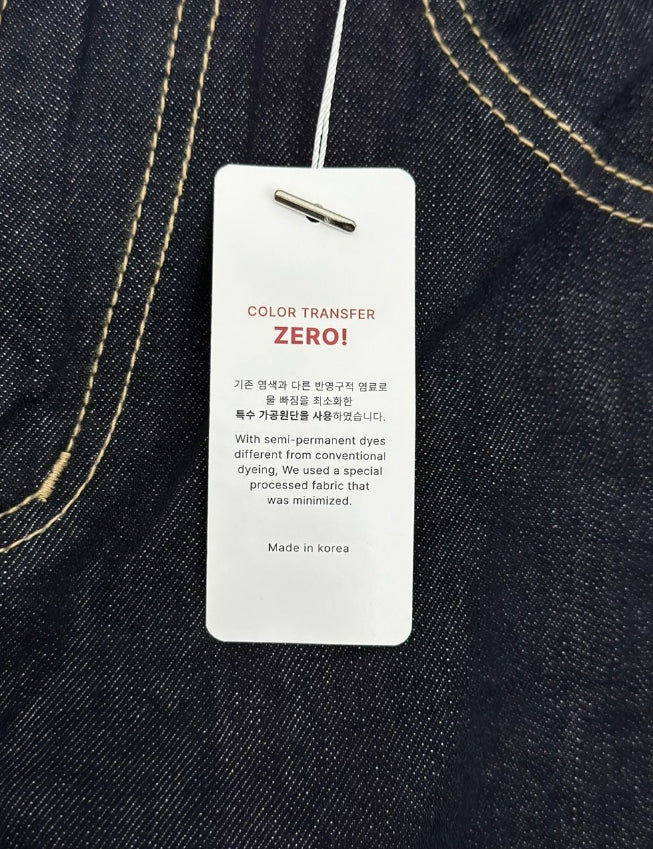 COLOR TRANSFER
ZERO!
기존 염색과 다른 반영구적 염료로
물 빠짐을 최소화한
특수 가공원단을 사용하였습니다.
With semi-permanent dyes
different from conventional
dyeing, We used a special
processed fabric that
was minimized.
Made in korea